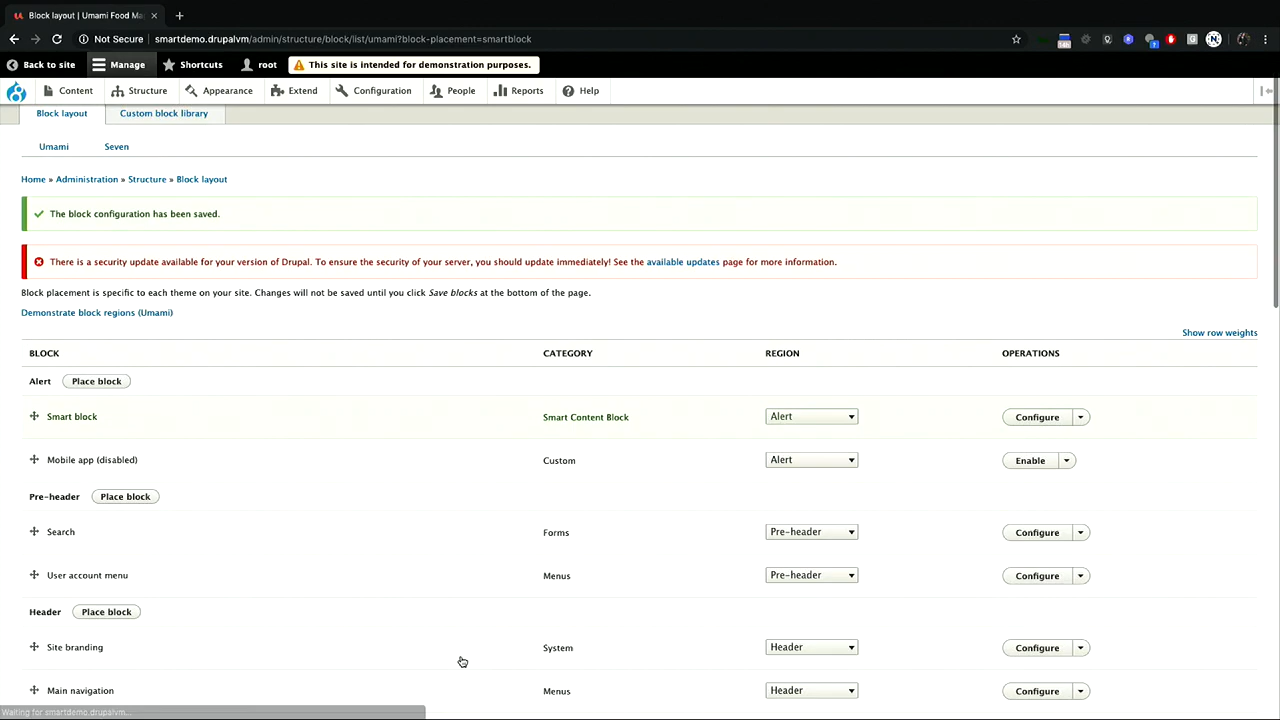 Block layout | Umami Food Ma
Not Secure smartdemo.drupalvm/admin/structure/block/list/umami?block-placement=smartblock
Back to site Manage Shortcuts root This site is intended for demonstration purposes.
Content Structure Appearance Extend Configuration People Reports Help
Block layout Custom block library
Umami Seven
Home » Administration » Structure » Block layout
The block configuration has been saved.
There is a security update available for your version of Drupal. To ensure the security of your server, you should update immediately! See the available updates page for more information.
Block placement is specific to each theme on your site. Changes will not be saved until you click Save blocks at the bottom of the page.
Demonstrate block regions (Umami)
Show row weights
BLOCK CATEGORY REGION OPERATIONS
Alert Place block
Smart block Smart Content Block Alert Configure
Mobile app (disabled) Custom Alert Enable
Pre-header Place block
Search Forms Pre-header Configure
User account menu Menus Pre-header Configure
Header Place block
Site branding System Header Configure
Main navigation Menus Header Configure
Waiting for smartdemo.drupalvm...